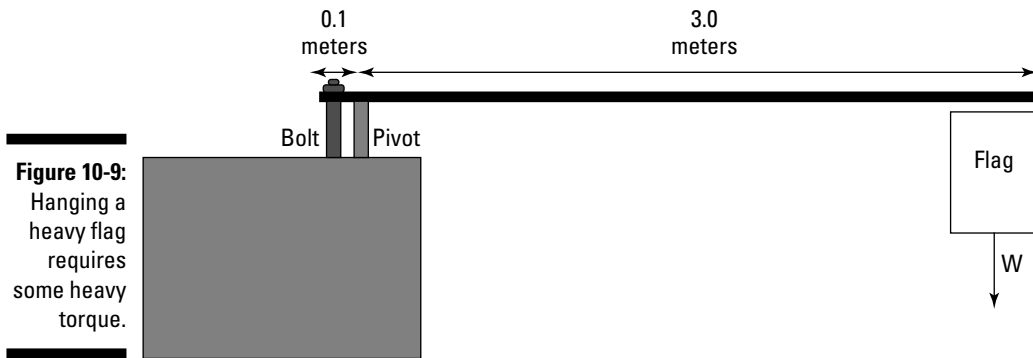 0.1
meters
3.0
meters
Bolt
Pivot
Flag
W
Figure 10-9:
Hanging a
heavy flag
requires
some heavy
torque.